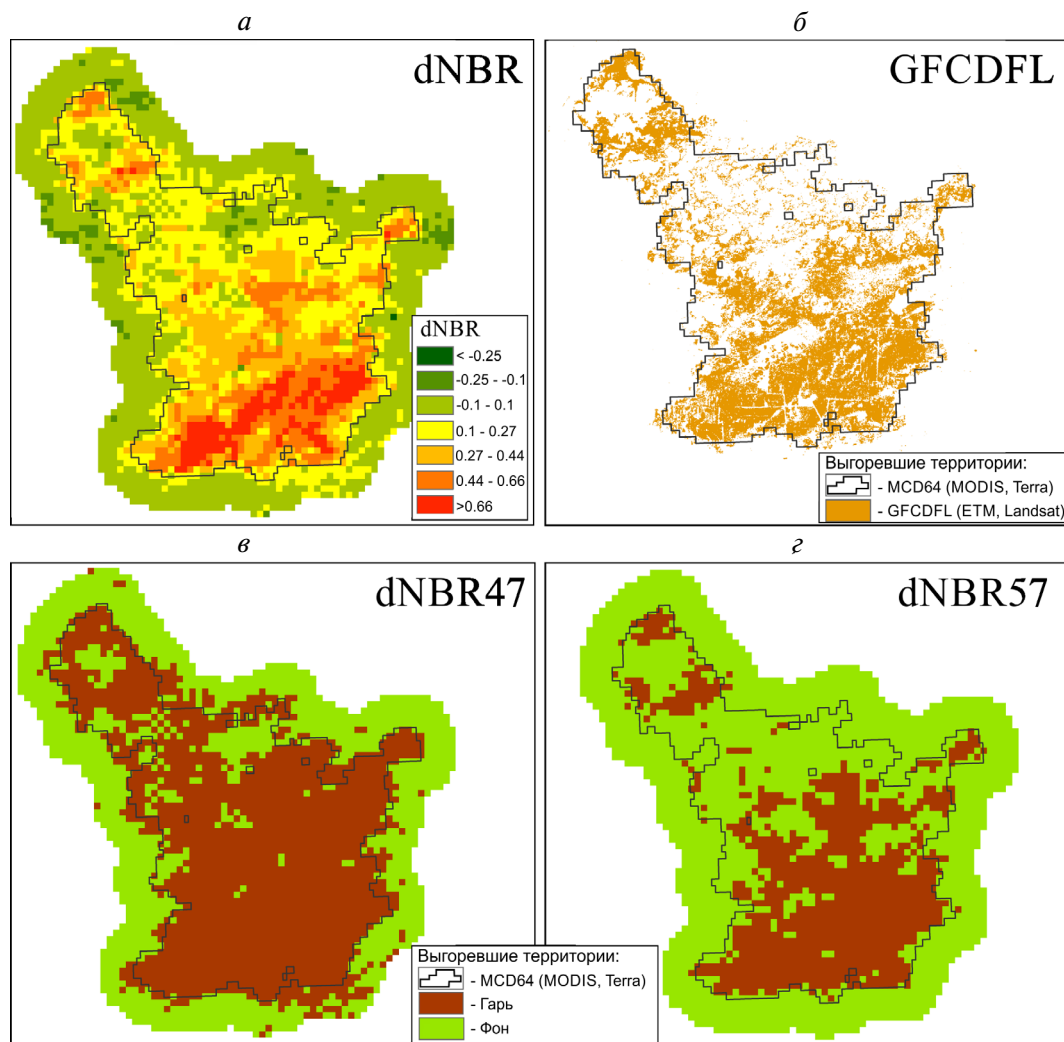 а
б
dNBR
GFCDFL
dNBR
< -0.25
-0.25 - -0.1
-0.1 - 0.1
0.1 - 0.27
0.27 - 0.44
0.44 - 0.66
>0.66
Выгоревшие территории:
- MCD64 (MODIS, Terra)
- GFCDFL (ETM, Landsat)
в
г
dNBR47
dNBR57
Выгоревшие территории:
- MCD64 (MODIS, Terra)
- Гарь
- Фон